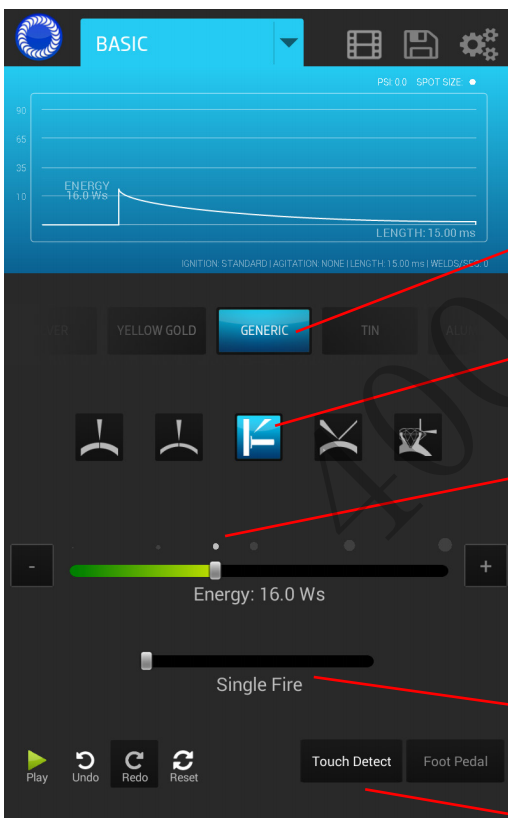 BASIC
PSI: 0.0 SPOT SIZE:
90
65
35
10
ENERGY
16.0 Ws
LENGTH: 15.00 ms
IGNITION: STANDARD | AGITATION: NONE | LENGTH: 15.00 ms | WELDS/SEC: 0
YELLOW GOLD GENERIC TIN
- +
Energy: 16.0 Ws
Single Fire
Play Undo Redo Reset Touch Detect Foot Pedal
400